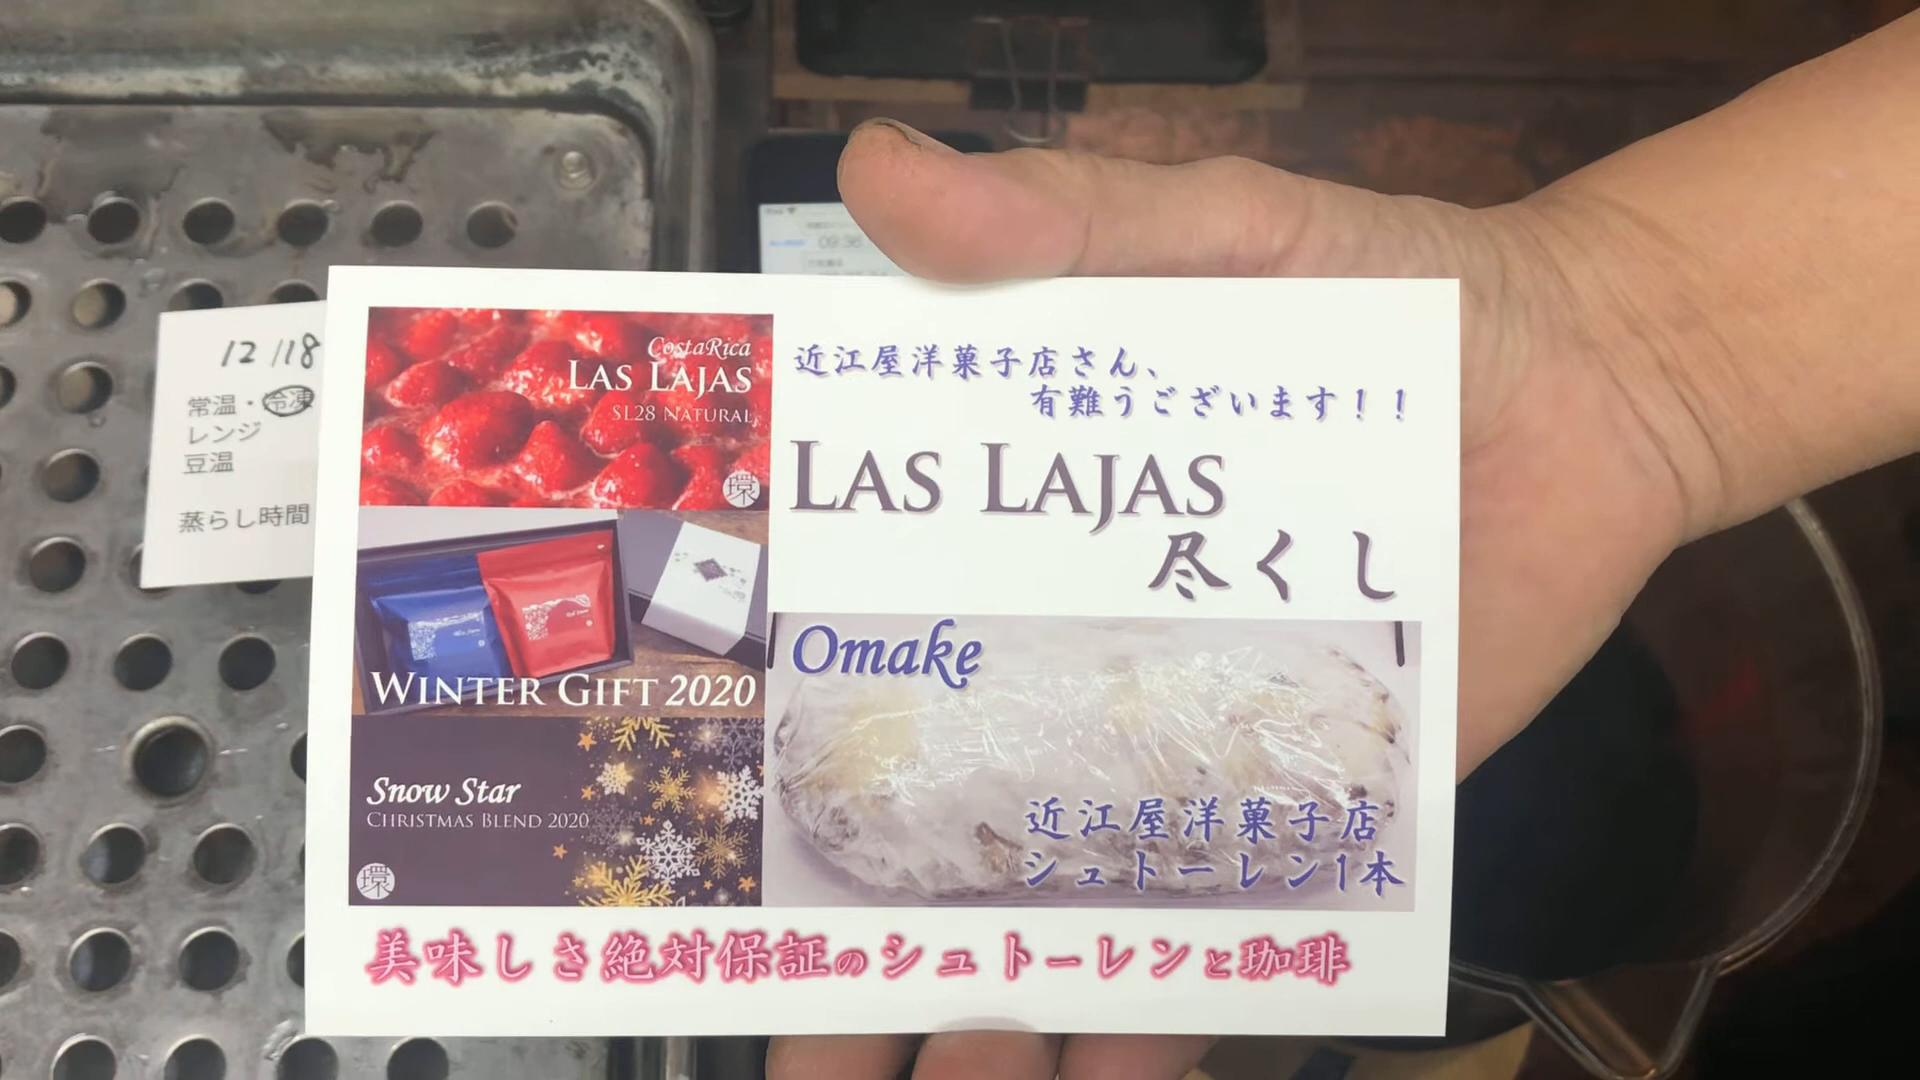 12/18
常温・冷凍
レンジ
豆温
蒸らし時間
09:36
CostaRica
LAS LAJAS
SL28 NATURAL
環
WINTER GIFT 2020
Snow Star
CHRISTMAS BLEND 2020
環
近江屋洋菓子店さん、
有難うございます！！
LAS LAJAS
尽くし
Omake
近江屋洋菓子店
シュトーレン1本
美味しさ絶対保証のシュトーレンと珈琲